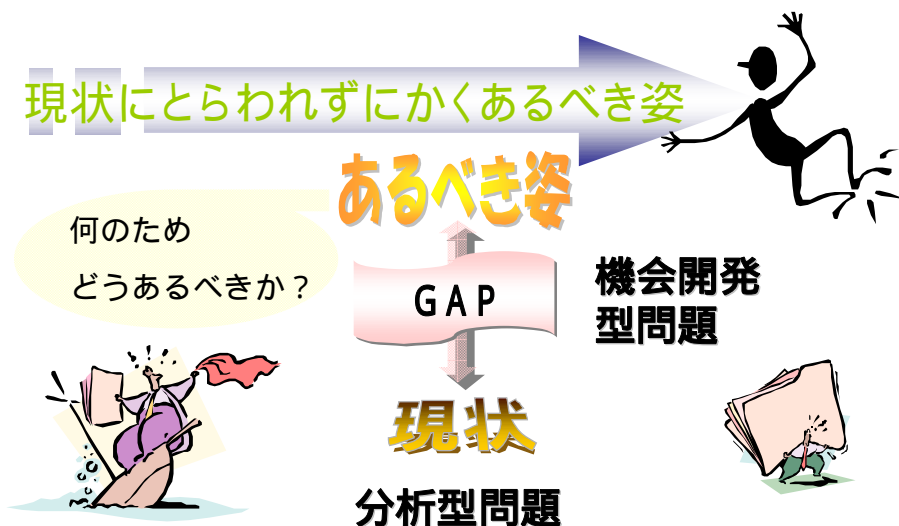 現状にとらわれずにかくあるべき姿
あるべき姿
何のため
どうあるべきか？
GAP
機会開発
型問題
現状
分析型問題